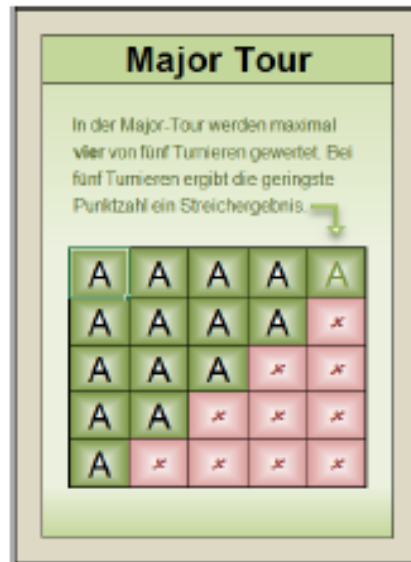 Major Tour
In der Major-Tour werden maximal
vier von fünf Turnieren gewertet. Bei
fünf Turnieren ergibt die geringste
Punktzahl ein Streichergebnis.
A A A A A
A A A A x
A A A x x
A A x x x
A x x x x